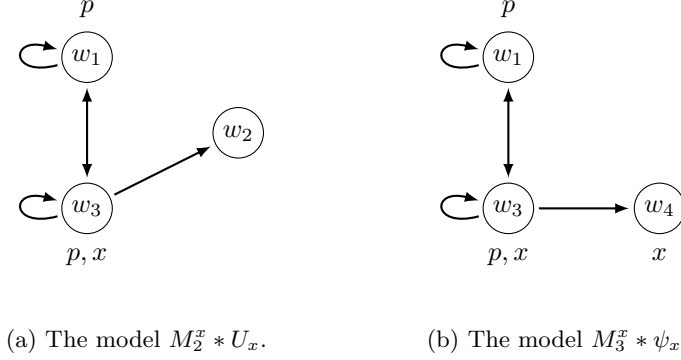 p p
w₁ w₁
w₂
w₃ w₃ w₄
p, x p, x x
(a) The model M₂ˣ * Uₓ. (b) The model M₃ˣ * ψₓ